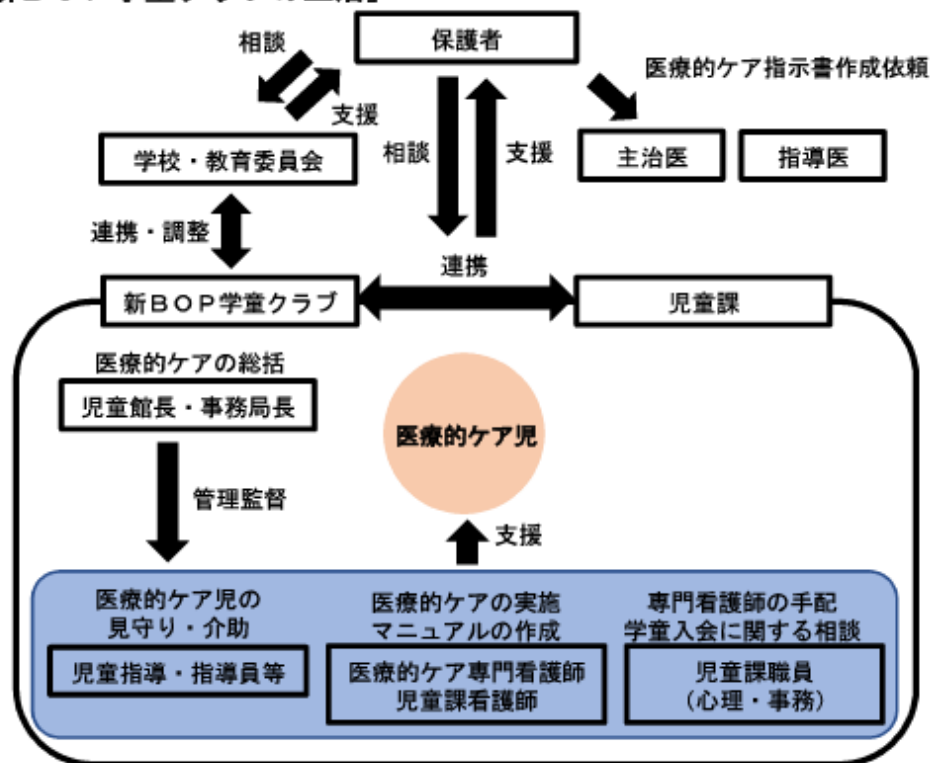 保護者
相談
支援
医療的ケア指示書作成依頼
学校・教育委員会
相談
支援
主治医
指導医
連携・調整
連携
新ＢＯＰ学童クラブ
児童課
医療的ケアの総括
児童館長・事務局長
医療的ケア児
管理監督
支援
医療的ケア児の
見守り・介助
児童指導・指導員等
医療的ケアの実施
マニュアルの作成
医療的ケア専門看護師
児童課看護師
専門看護師の手配
学童入会に関する相談
児童課職員
（心理・事務）